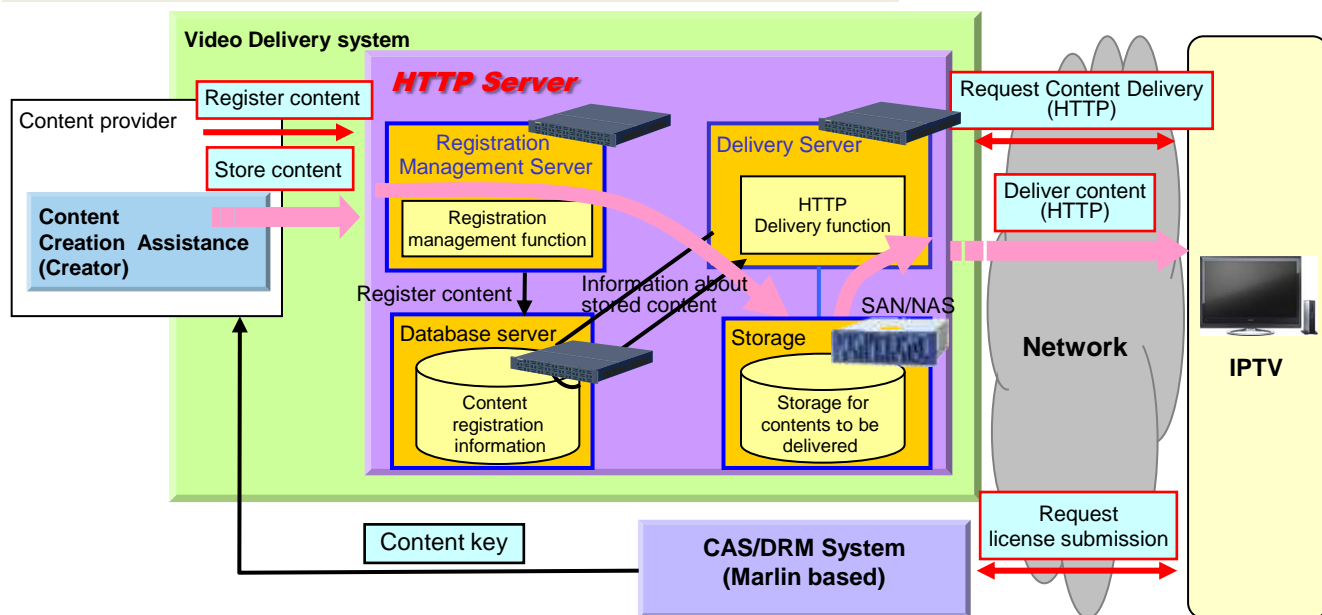 Video Delivery system
HTTP Server
Content provider
Register content
Store content
Content
Creation Assistance
(Creator)
Registration
Management Server
Registration
management function
Delivery Server
HTTP
Delivery function
Register content
Information about
stored content
Database server
Content
registration
information
SAN/NAS
Storage
Storage for
contents to be
delivered
Request Content Delivery
(HTTP)
Deliver content
(HTTP)
Network
IPTV
Request
license submission
Content key
CAS/DRM System
(Marlin based)